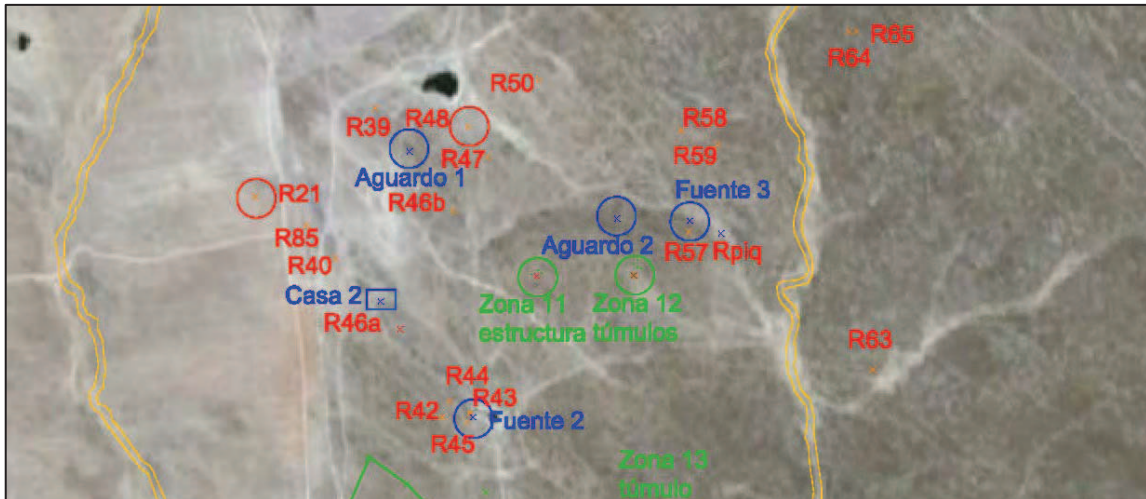 R65
R64
R50
R39
R48
R58
R47
R59
Aguardo 1
R21
R46b
Fuente 3
R85
Aguardo 2
R57
Rpiq
R40
Casa 2
Zona 11
estructura
Zona 12
túmulos
R46a
R63
R44
R43
R42
Fuente 2
R45
Zona 13
túmulo